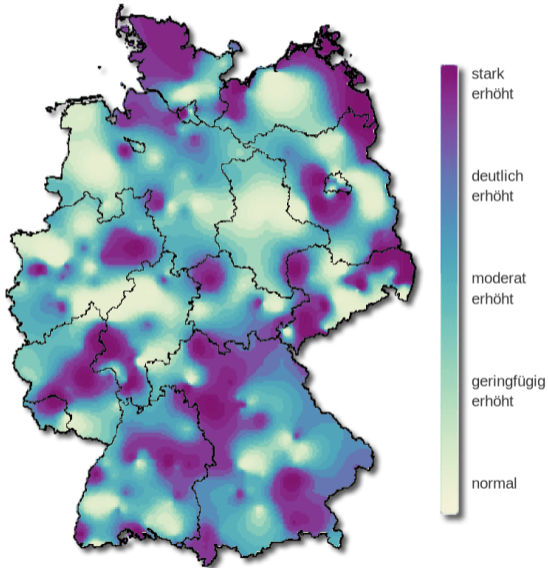 stark
erhöht
deutlich
erhöht
moderat
erhöht
geringfügig
erhöht
normal